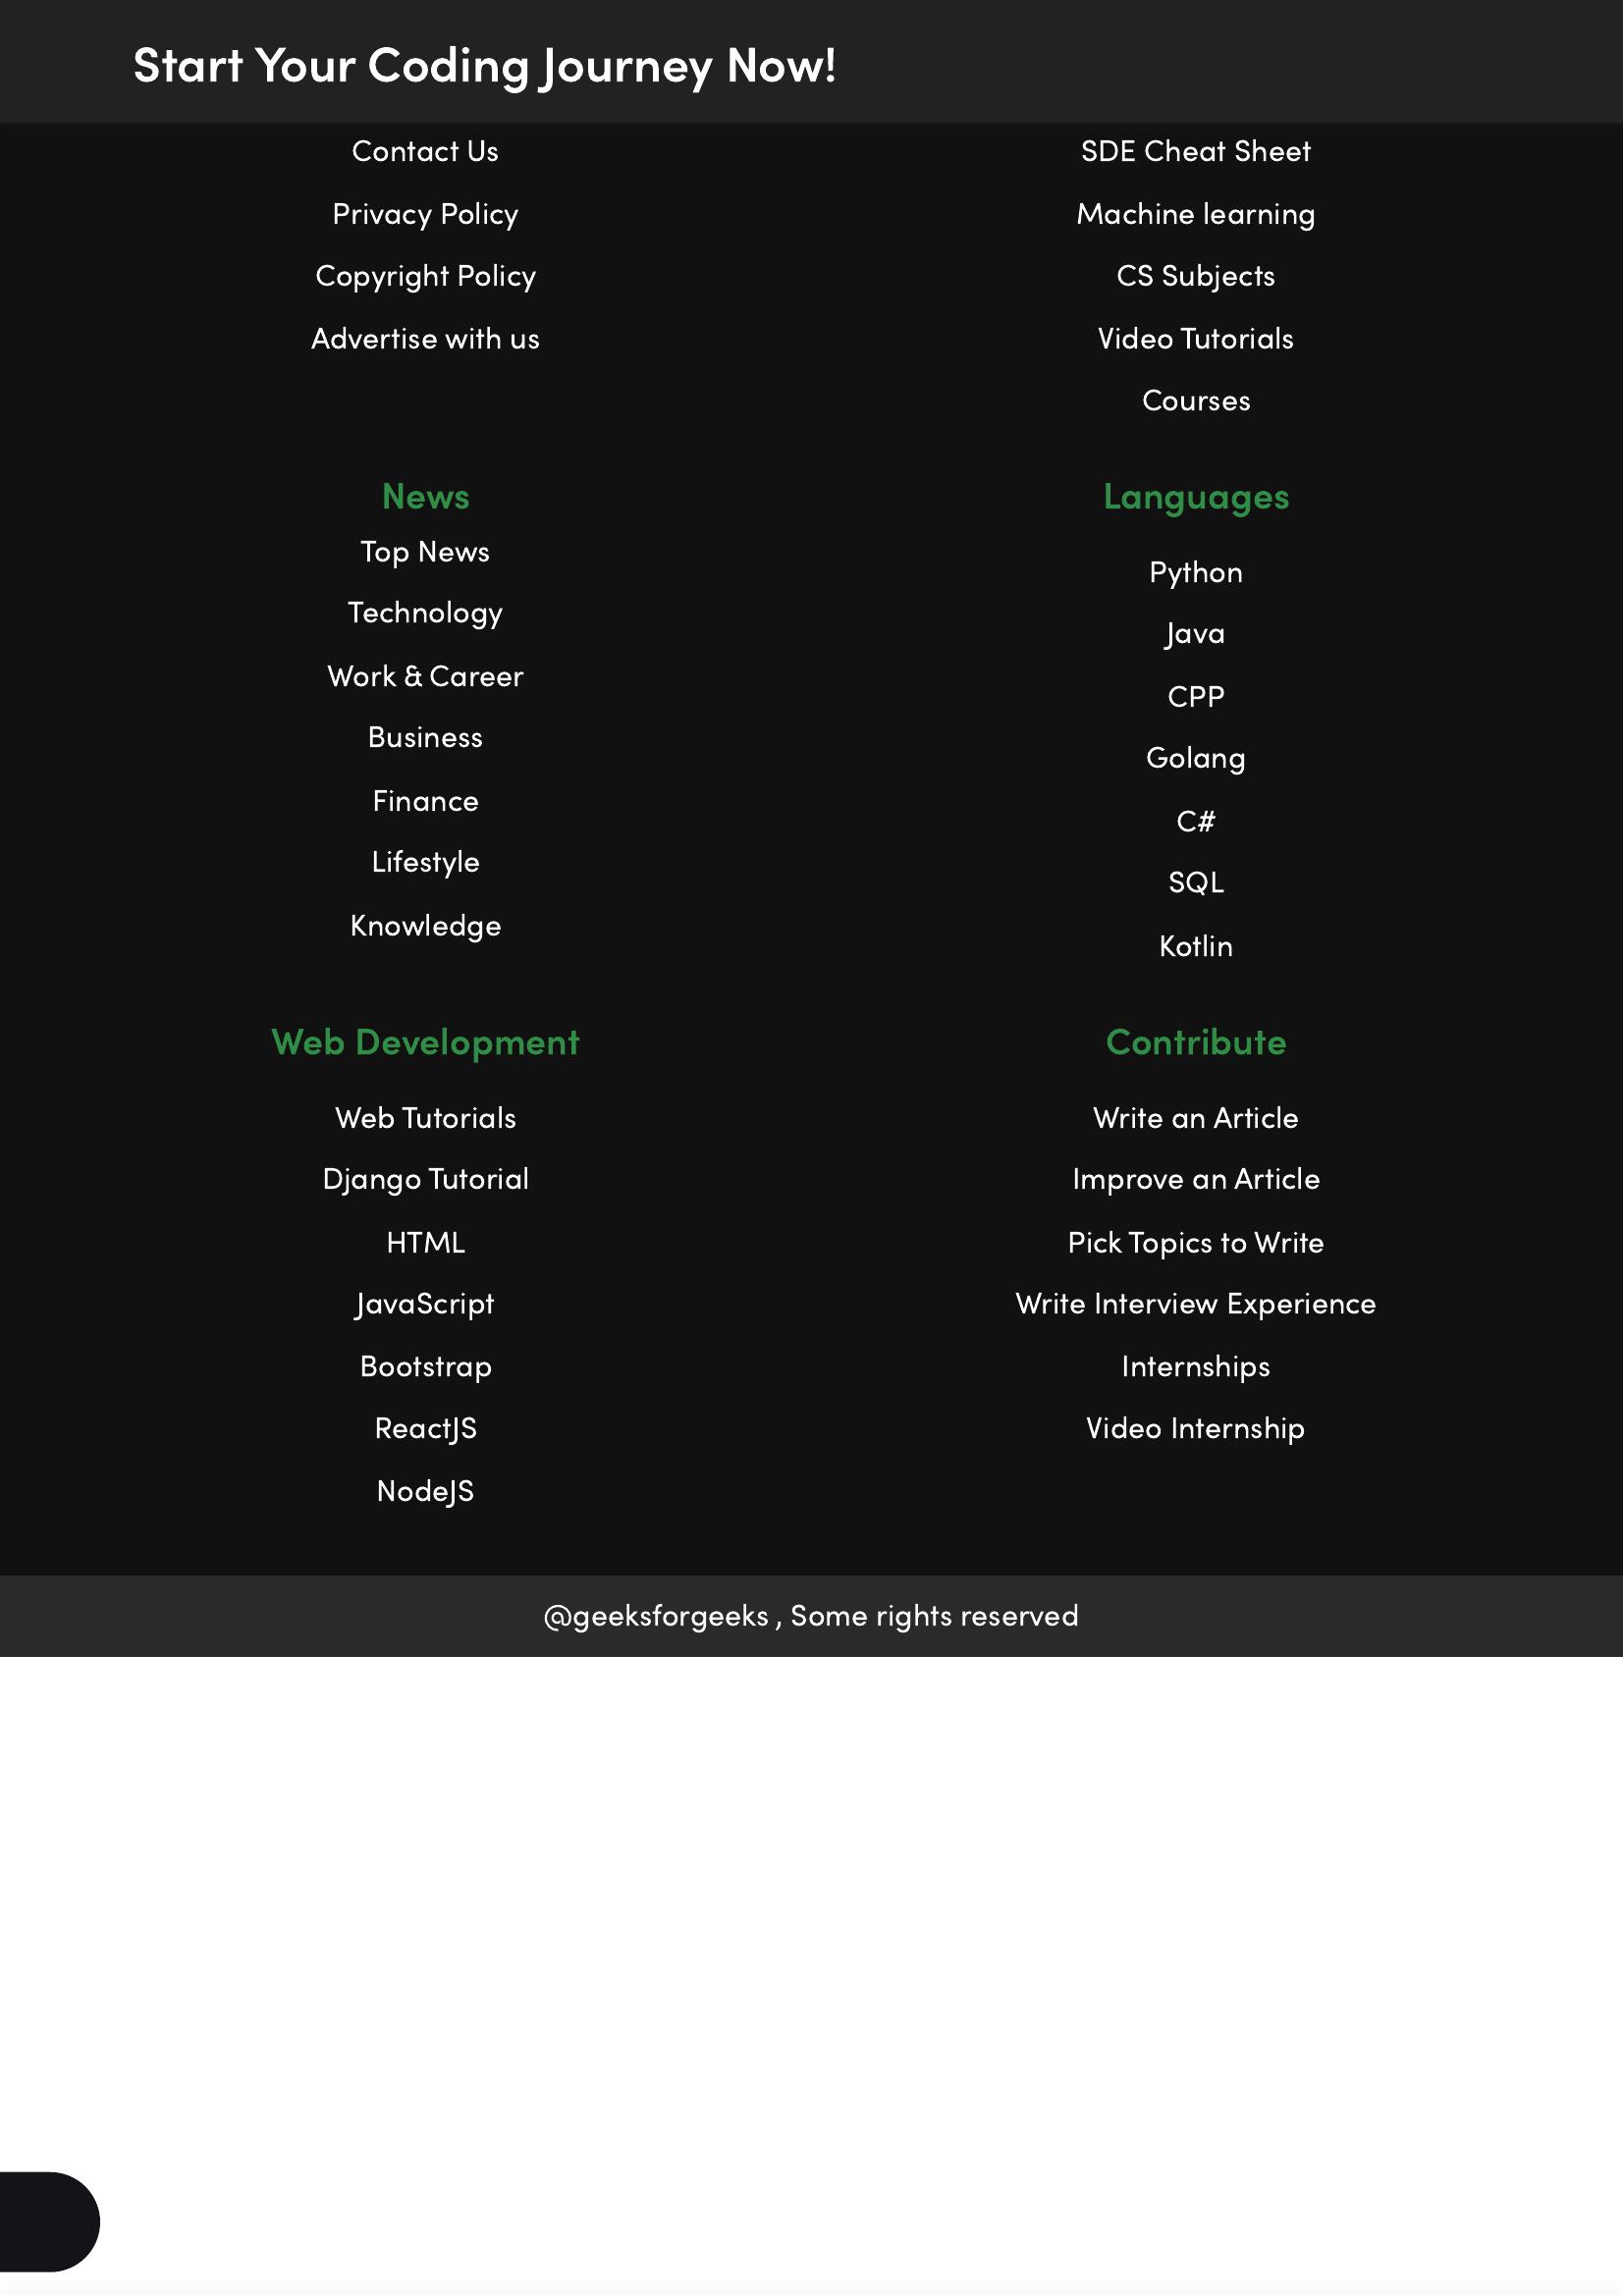 Start Your Coding Journey Now!
Contact Us
Privacy Policy
Copyright Policy
Advertise with us
SDE Cheat Sheet
Machine learning
CS Subjects
Video Tutorials
Courses
News
Top News
Technology
Work & Career
Business
Finance
Lifestyle
Knowledge
Languages
Python
Java
CPP
Golang
C#
SQL
Kotlin
Web Development
Web Tutorials
Django Tutorial
HTML
JavaScript
Bootstrap
ReactJS
NodeJS
Contribute
Write an Article
Improve an Article
Pick Topics to Write
Write Interview Experience
Internships
Video Internship
@geeksforgeeks , Some rights reserved